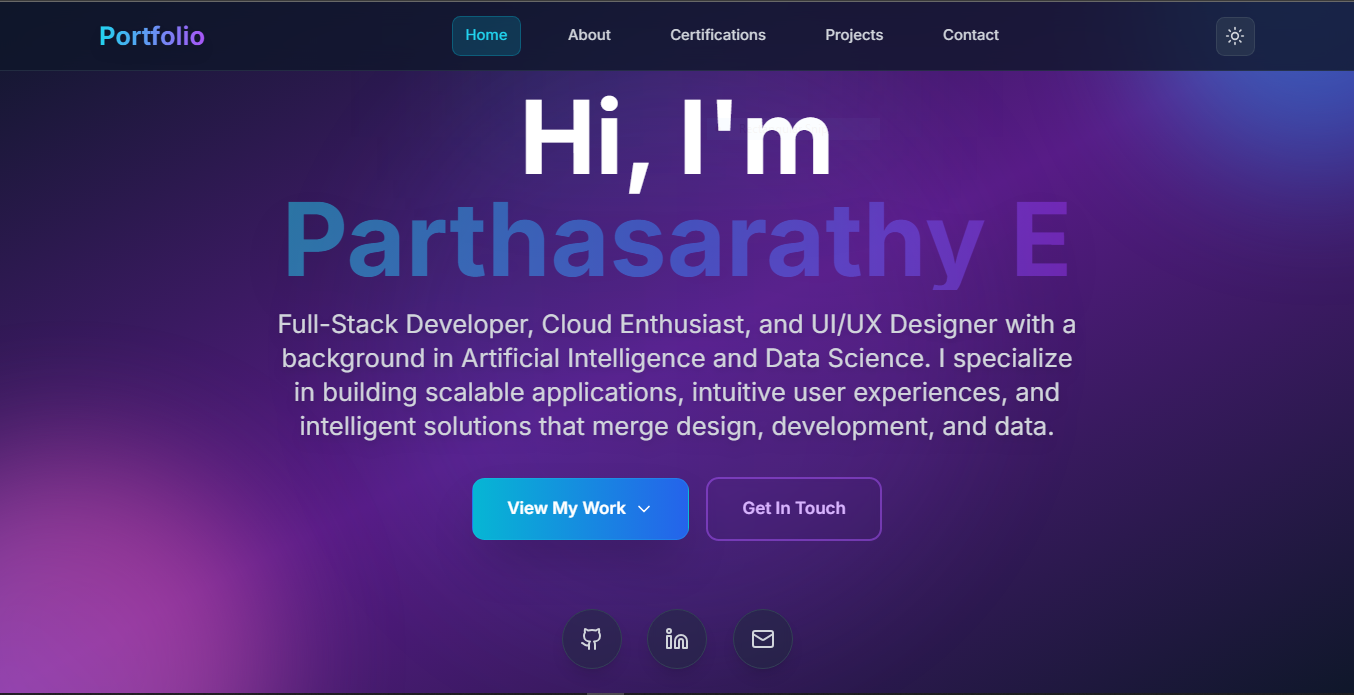 Portfolio
Home
About
Certifications
Projects
Contact
Hi, I'm
Parthasarathy E
Full-Stack Developer, Cloud Enthusiast, and UI/UX Designer with a
background in Artificial Intelligence and Data Science. I specialize
in building scalable applications, intuitive user experiences, and
intelligent solutions that merge design, development, and data.
View My Work
Get In Touch